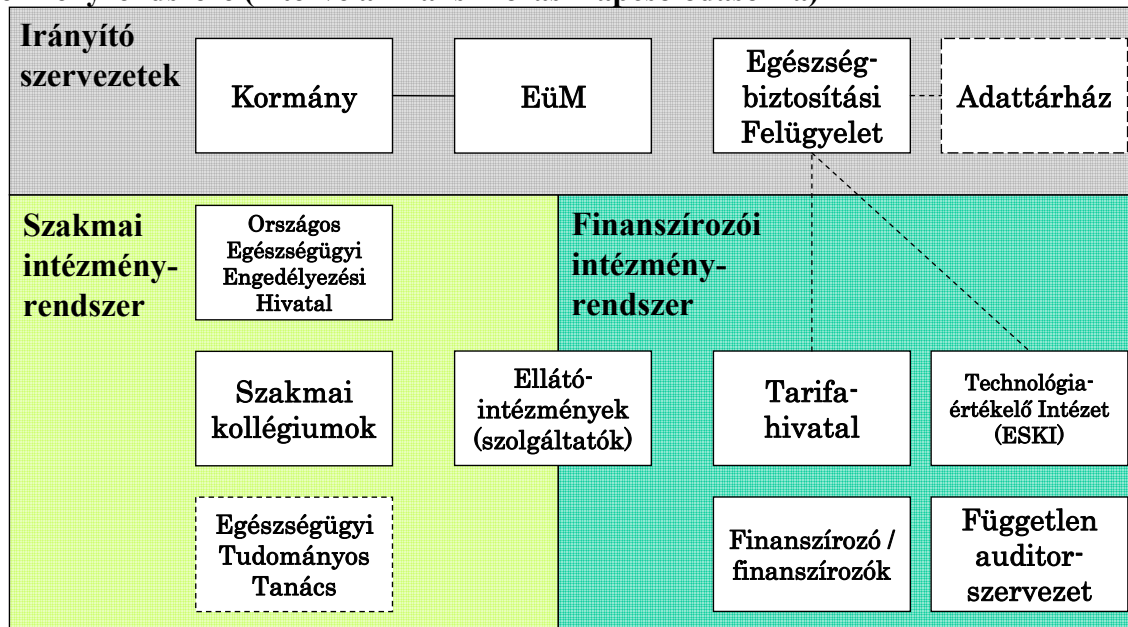 Irányító
szervezetek
Kormány
EüM
Egészség-
biztosítási
Felügyelet
Adattárház
Szakmai
intézmény-
rendszer
Országos
Egészségügyi
Engedélyezési
Hivatal
Finanszírozói
intézmény-
rendszer
Szakmai
kollégiumok
Ellátó-
intézmények
(szolgáltatók)
Tarifa-
hivatal
Technológia-
értékelő Intézet
(ESKI)
Egészségügyi
Tudományos
Tanács
Finanszírozó /
finanszírozók
Független
auditor-
szervezet